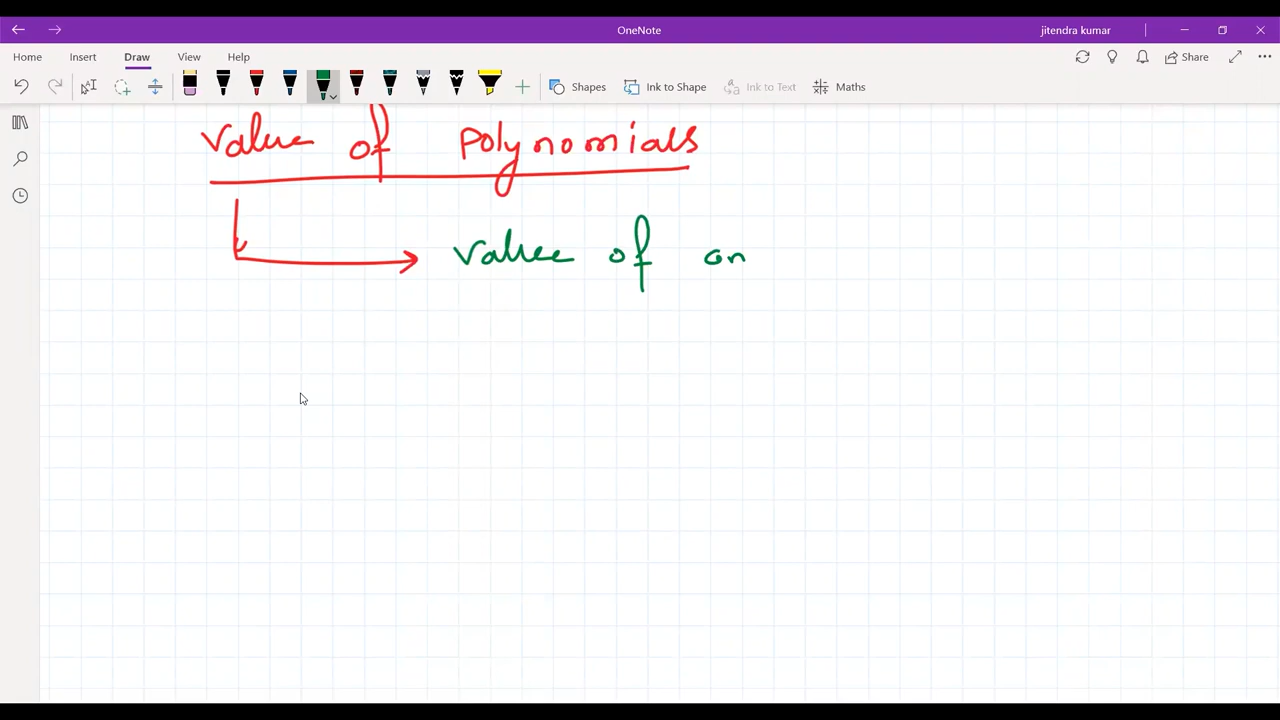 OneNote
jitendra kumar
Home Insert Draw View Help
Share
Shapes Ink to Shape Ink to Text Maths
Value of Polynomials
Value of an